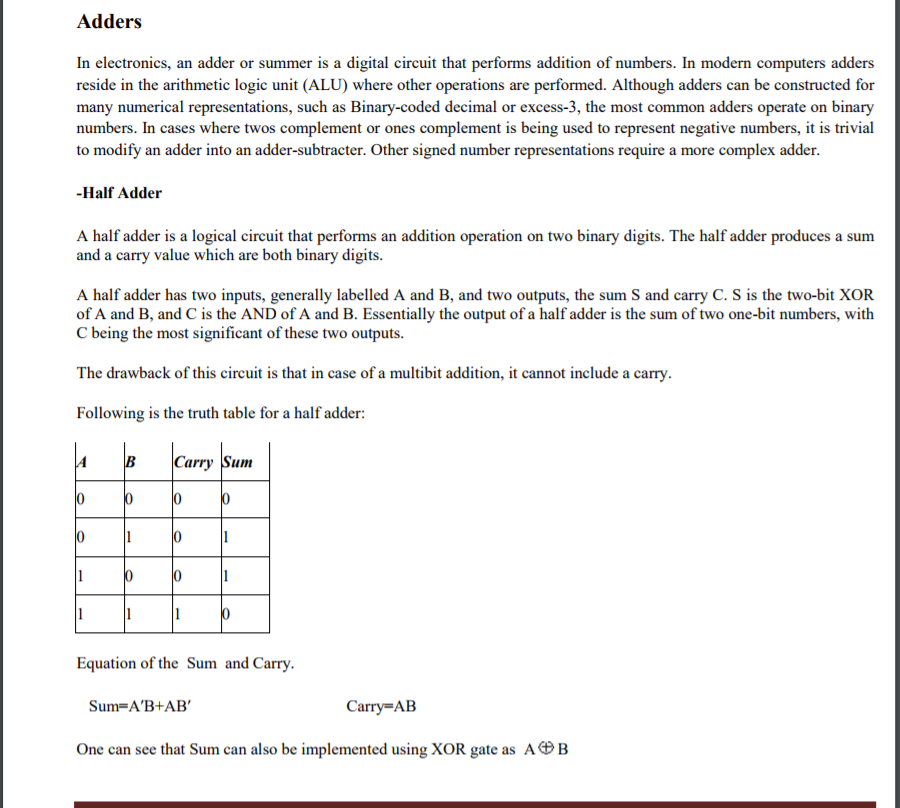 Adders
In electronics, an adder or summer is a digital circuit that performs addition of numbers. In modern computers adders
reside in the arithmetic logic unit (ALU) where other operations are performed. Although adders can be constructed for
many numerical representations, such as Binary-coded decimal or excess-3, the most common adders operate on binary
numbers. In cases where twos complement or ones complement is being used to represent negative numbers, it is trivial
to modify an adder into an adder-subtracter. Other signed number representations require a more complex adder.
-Half Adder
A half adder is a logical circuit that performs an addition operation on two binary digits. The half adder produces a sum
and a carry value which are both binary digits.
A half adder has two inputs, generally labelled A and B, and two outputs, the sum S and carry C. S is the two-bit XOR
of A and B, and C is the AND of A and B. Essentially the output of a half adder is the sum of two one-bit numbers, with
C being the most significant of these two outputs.
The drawback of this circuit is that in case of a multibit addition, it cannot include a carry.
Following is the truth table for a half adder:
A B Carry Sum
0 0 0 0
0 1 0 1
1 0 0 1
1 1 1 0
Equation of the Sum and Carry.
Sum=A′B+AB′ Carry=AB
One can see that Sum can also be implemented using XOR gate as A⊕B